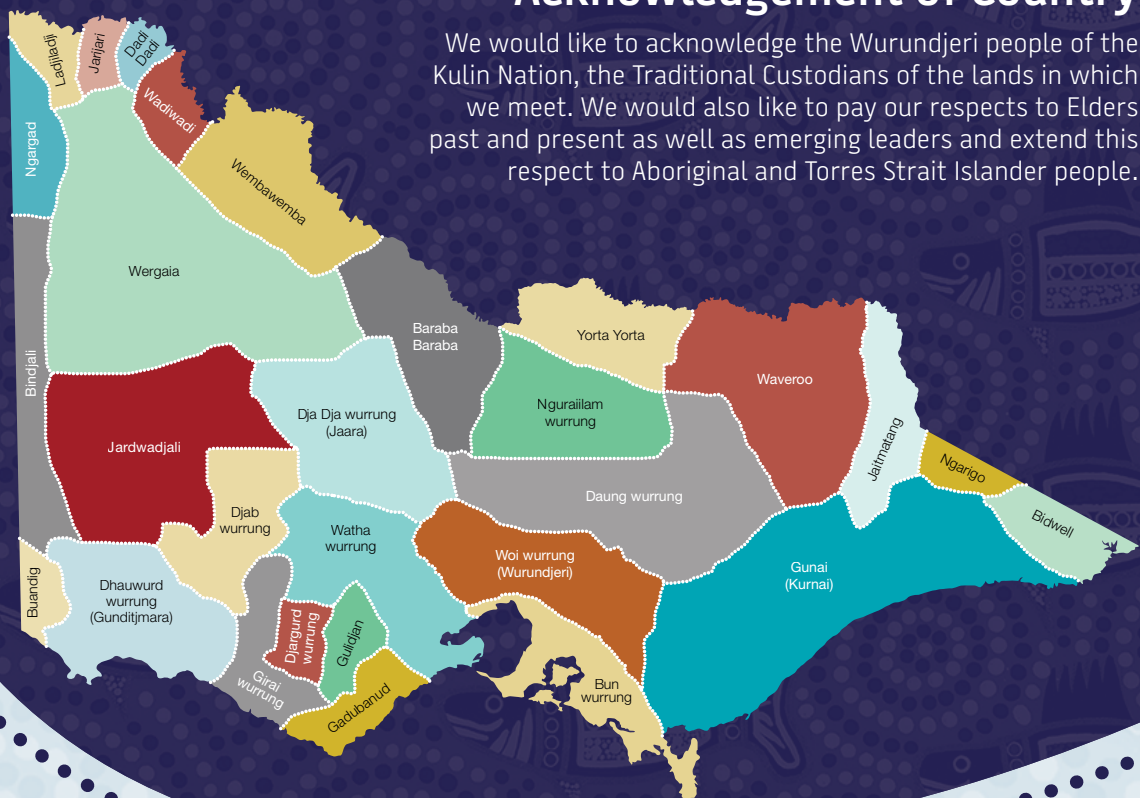 Acknowledgement of Country
We would like to acknowledge the Wurundjeri people of the
Kulin Nation, the Traditional Custodians of the lands in which
we meet. We would also like to pay our respects to Elders
past and present as well as emerging leaders and extend this
respect to Aboriginal and Torres Strait Islander people.
Ladjiladji
Jarijari
Dadi
Dadi
Wadiwadi
Ngargad
Wembawemba
Wergaia
Baraba
Baraba
Yorta Yorta
Waveroo
Bindjali
Nguraiilam
wurrung
Dja Dja wurrung
(Jaara)
Jardwadjali
Jaitmatang
Ngarigo
Daung wurrung
Djab
wurrung
Watha
wurrung
Bidwell
Woi wurrung
(Wurundjeri)
Gunai
(Kurnai)
Buandig
Dhauwurd
wurrung
(Gunditjmara)
Djargurd
wurrung
Gulidjan
Girai
wurrung
Bun
wurrung
Gadubanud